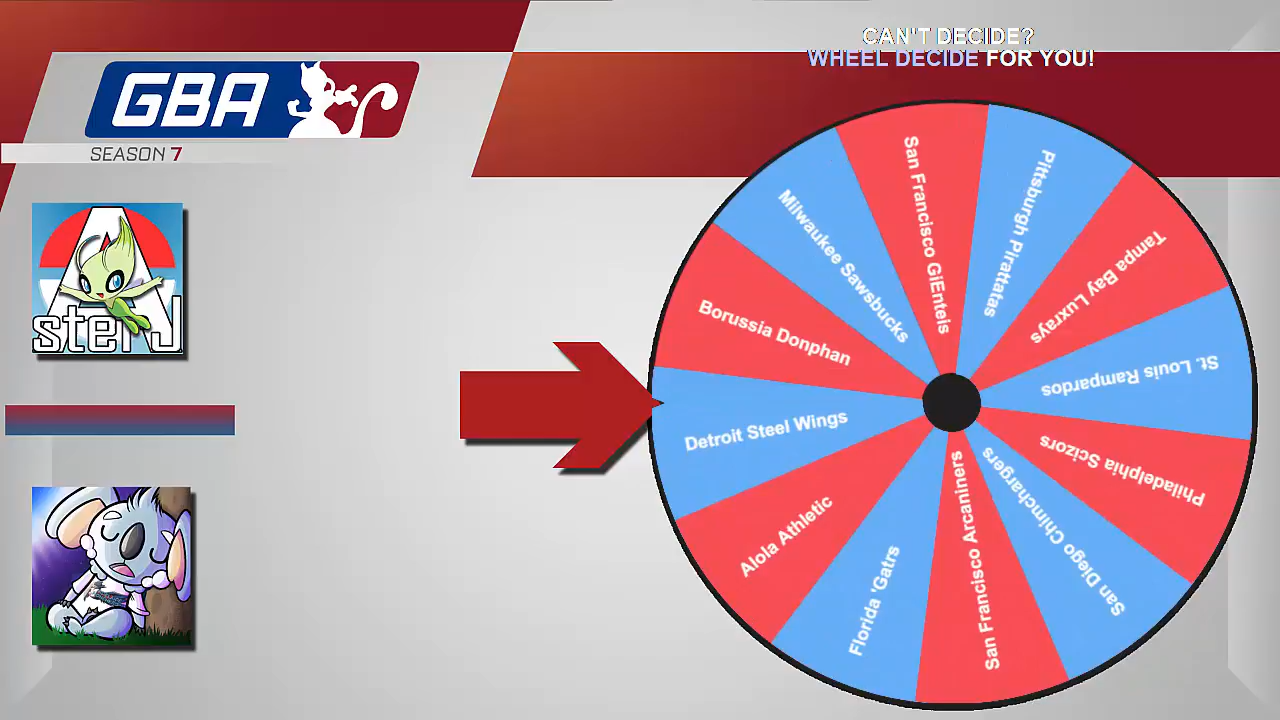 CAN'T DECIDE?
WHEEL DECIDE FOR YOU!
GBA
SEASON 7
A
sterJ
San Francisco GiEnteis
Pittsburgh Pirattatas
Tampa Bay Luxrays
St. Louis Rampardos
Philadelphia Scizors
San Diego Chimchargers
San Francisco Arcaniners
Florida 'Gatrs
Alola Athletic
Detroit Steel Wings
Borussia Donphan
Milwaukee Sawsbucks